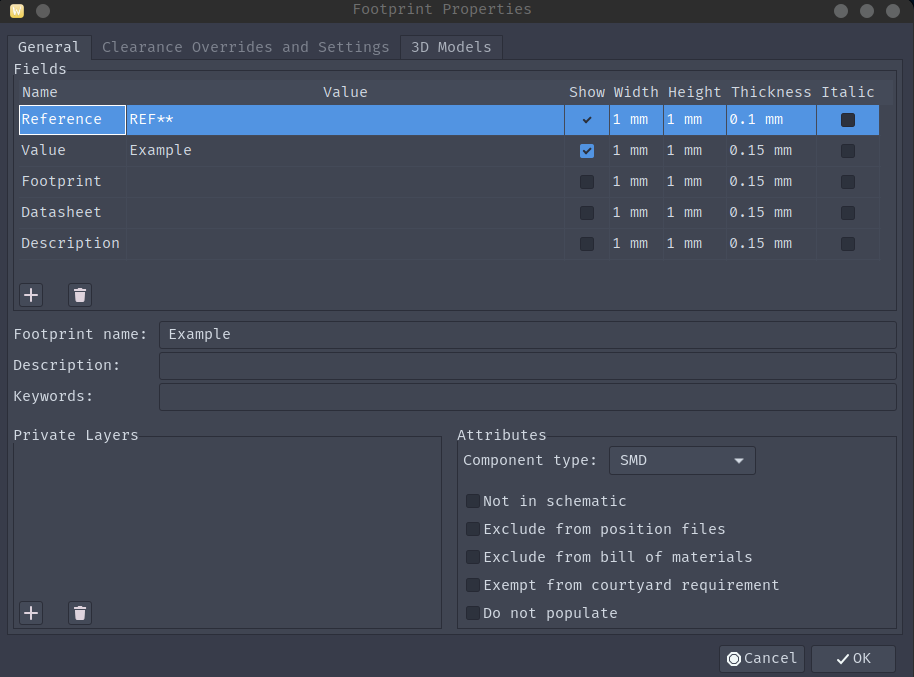 Footprint Properties
General Clearance Overrides and Settings 3D Models
Fields
Name Value Show Width Height Thickness Italic
Reference REF** 1 mm 1 mm 0.1 mm
Value Example 1 mm 1 mm 0.15 mm
Footprint 1 mm 1 mm 0.15 mm
Datasheet 1 mm 1 mm 0.15 mm
Description 1 mm 1 mm 0.15 mm
Footprint name: Example
Description:
Keywords:
Private Layers
Attributes
Component type: SMD
Not in schematic
Exclude from position files
Exclude from bill of materials
Exempt from courtyard requirement
Do not populate
Cancel OK